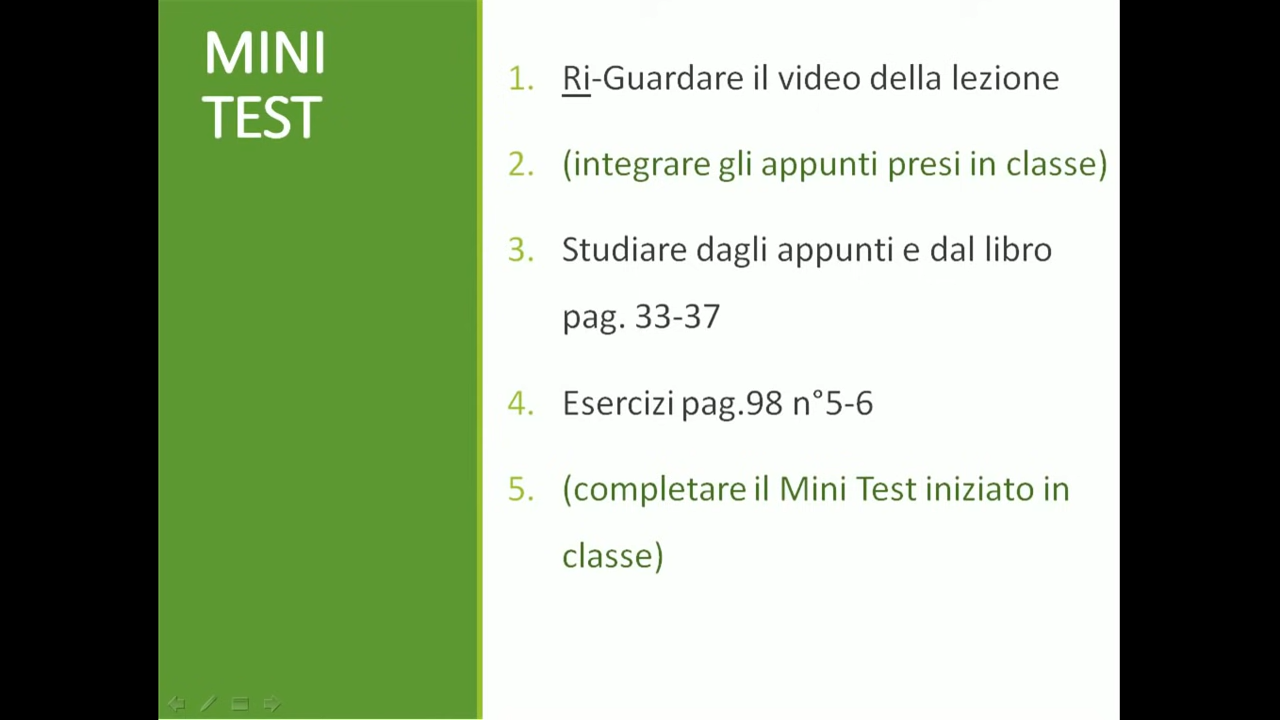 MINI
TEST
1. Ri-Guardare il video della lezione
2. (integrare gli appunti presi in classe)
3. Studiare dagli appunti e dal libro
pag. 33-37
4. Esercizi pag.98 n°5-6
5. (completare il Mini Test iniziato in
classe)